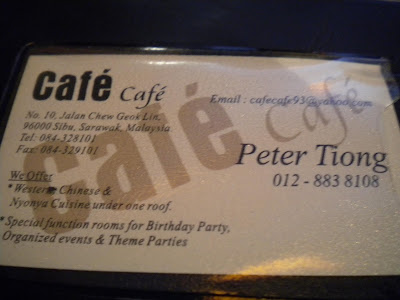 Café Café
Email : cafecafe93@yahoo.com
No. 10, Jalan Chew Geok Lin,
96000 Sibu, Sarawak, Malaysia
Tel: 084-328101
Fax: 084-329101
Café Café
Peter Tiong
012 - 883 8108
We Offer
* Western Chinese &
Nyonya Cuisine under one roof.
* Special function rooms for Birthday Party,
Organized events & Theme Parties